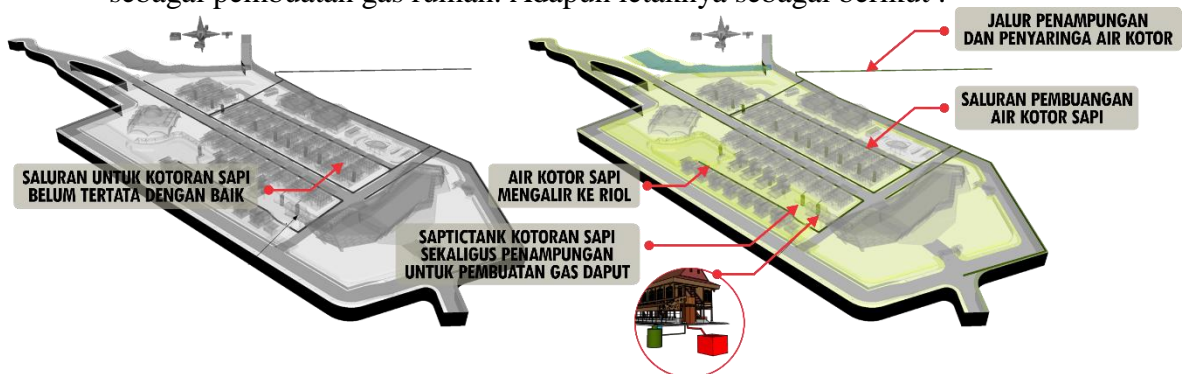 sebagai pembuatan gas rumah. Adapun letaknya sebagai berikut :
JALUR PENAMPUNGAN
DAN PENYARINGA AIR KOTOR
SALURAN PEMBUANGAN
AIR KOTOR SAPI
SALURAN UNTUK KOTORAN SAPI
BELUM TERTATA DENGAN BAIK
AIR KOTOR SAPI
MENGALIR KE RIOL
SAPTICTANK KOTORAN SAPI
SEKALIGUS PENAMPUNGAN
UNTUK PEMBUATAN GAS DAPUT